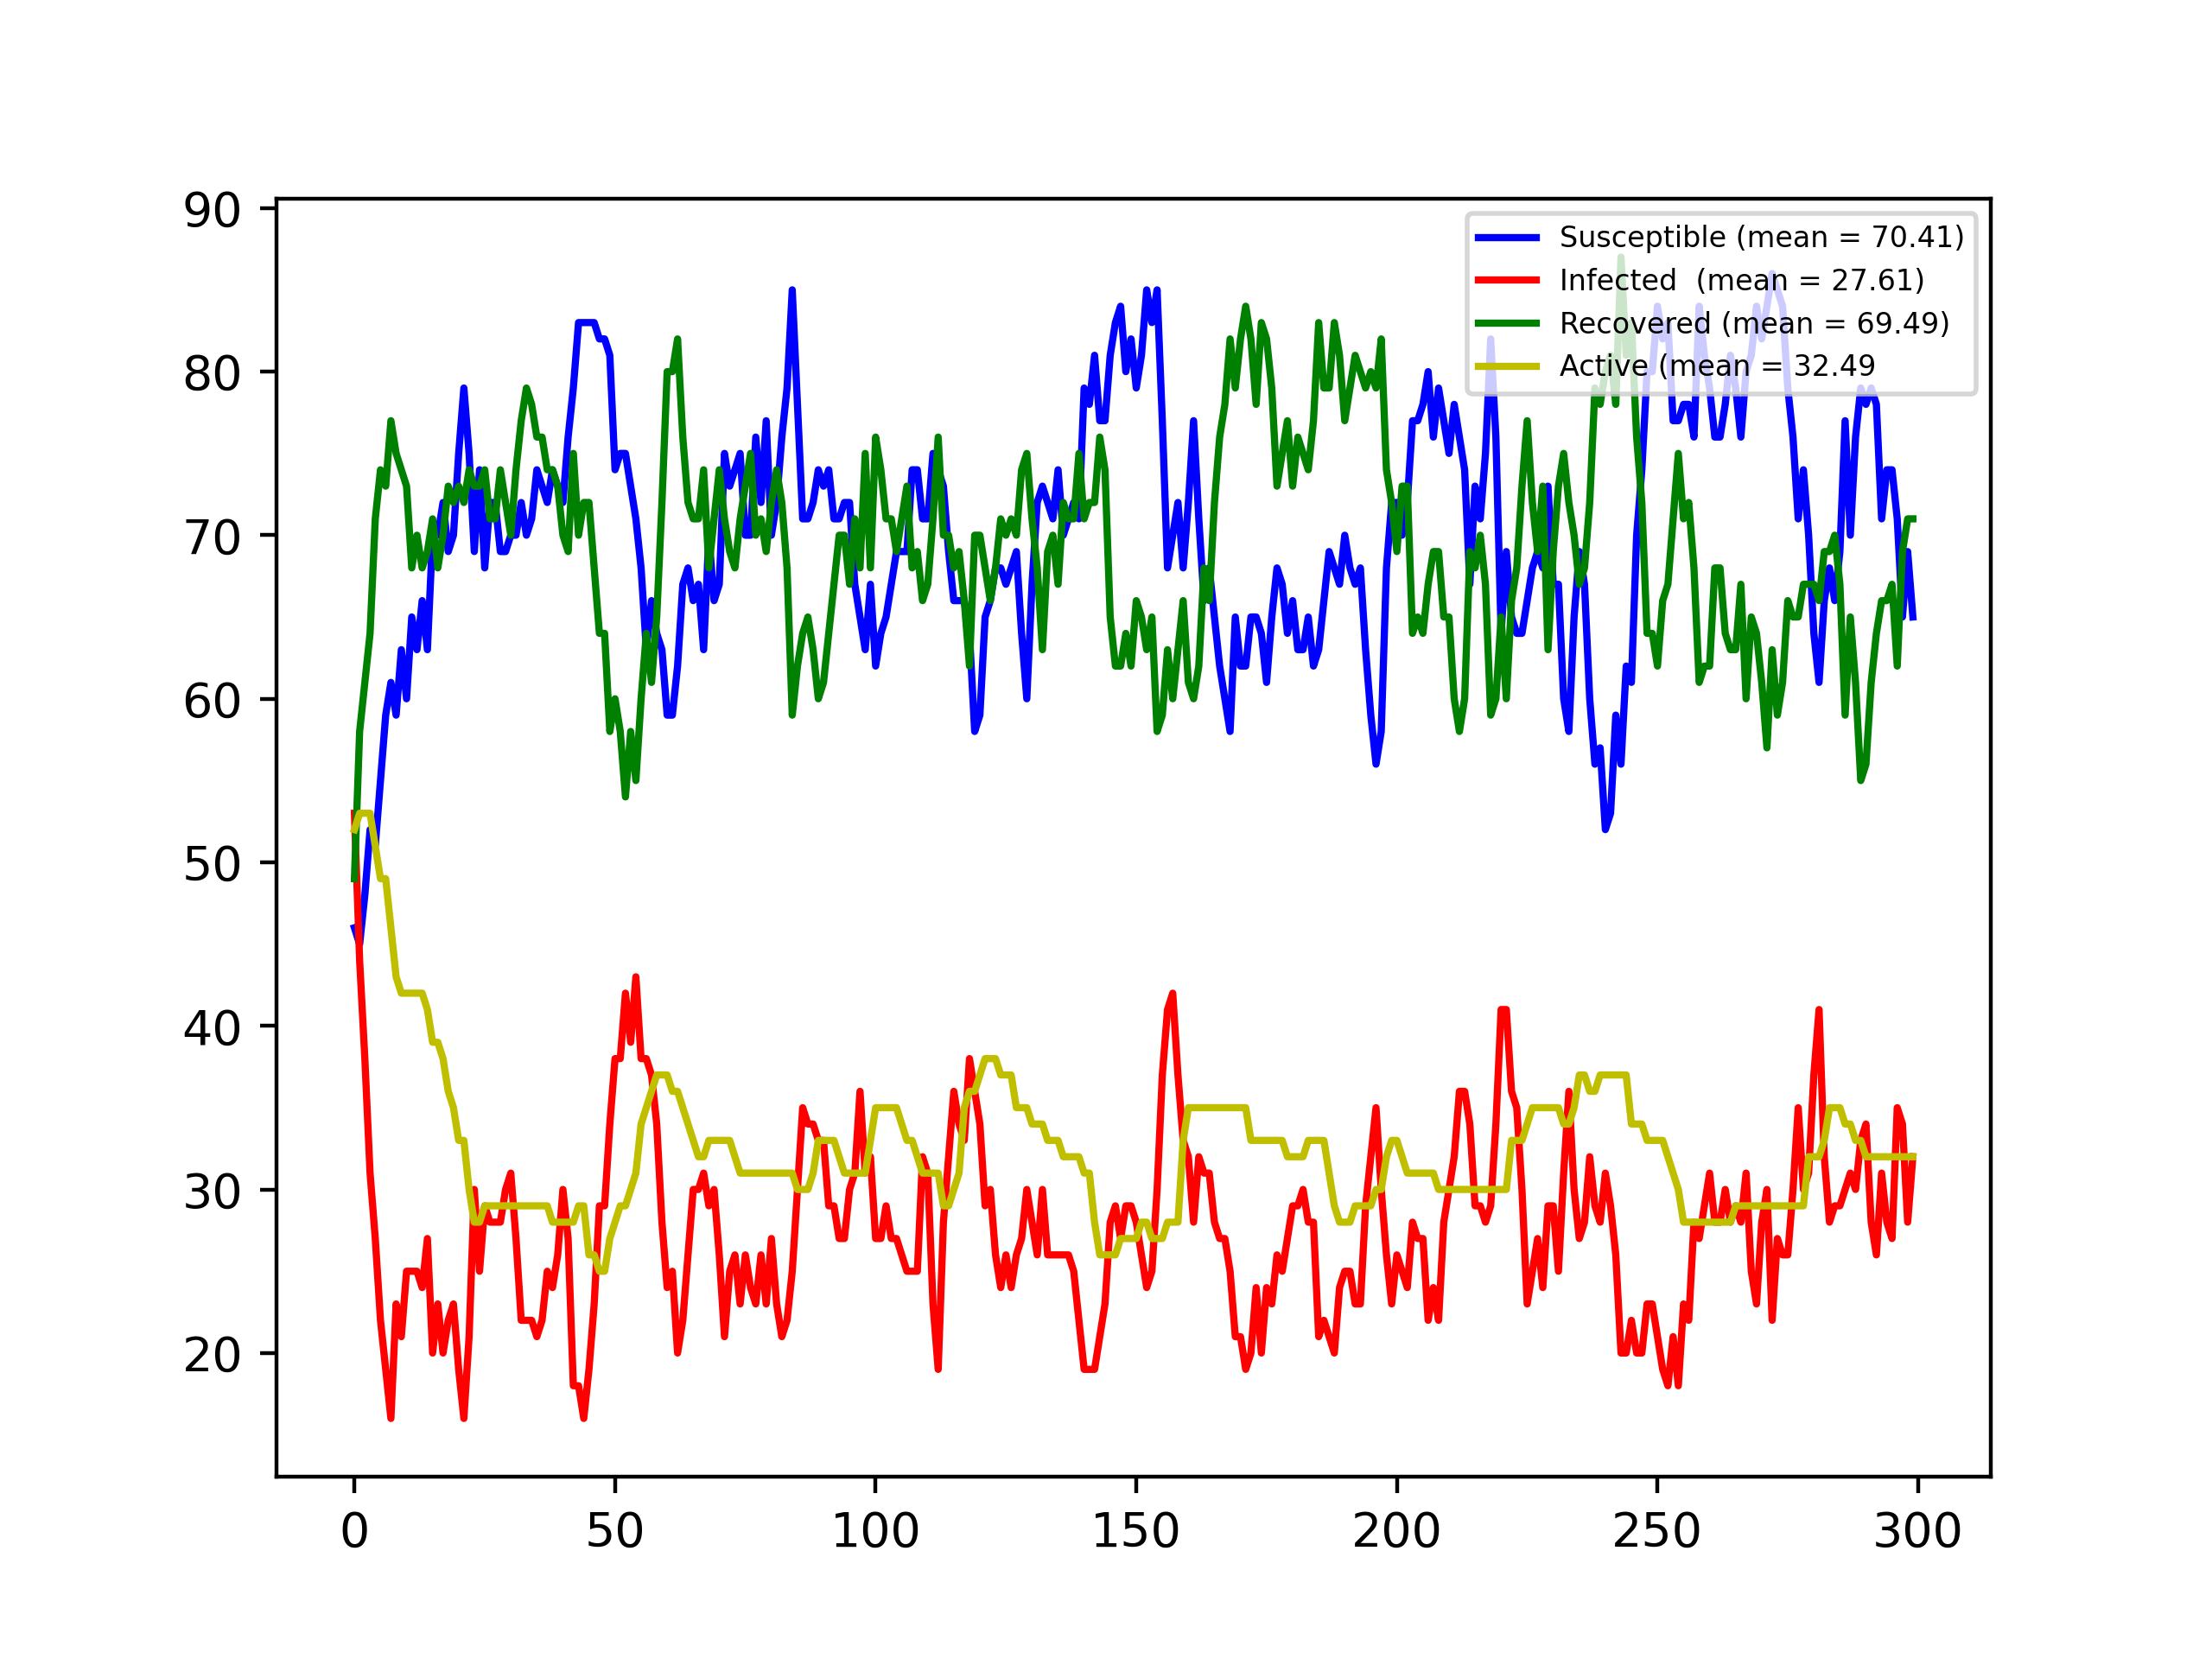 90
80
70
60
50
40
30
20
0 50 100 150 200 250 300
Susceptible (mean = 70.41)
Infected  (mean = 27.61)
Recovered (mean = 69.49)
Active (mean = 32.49